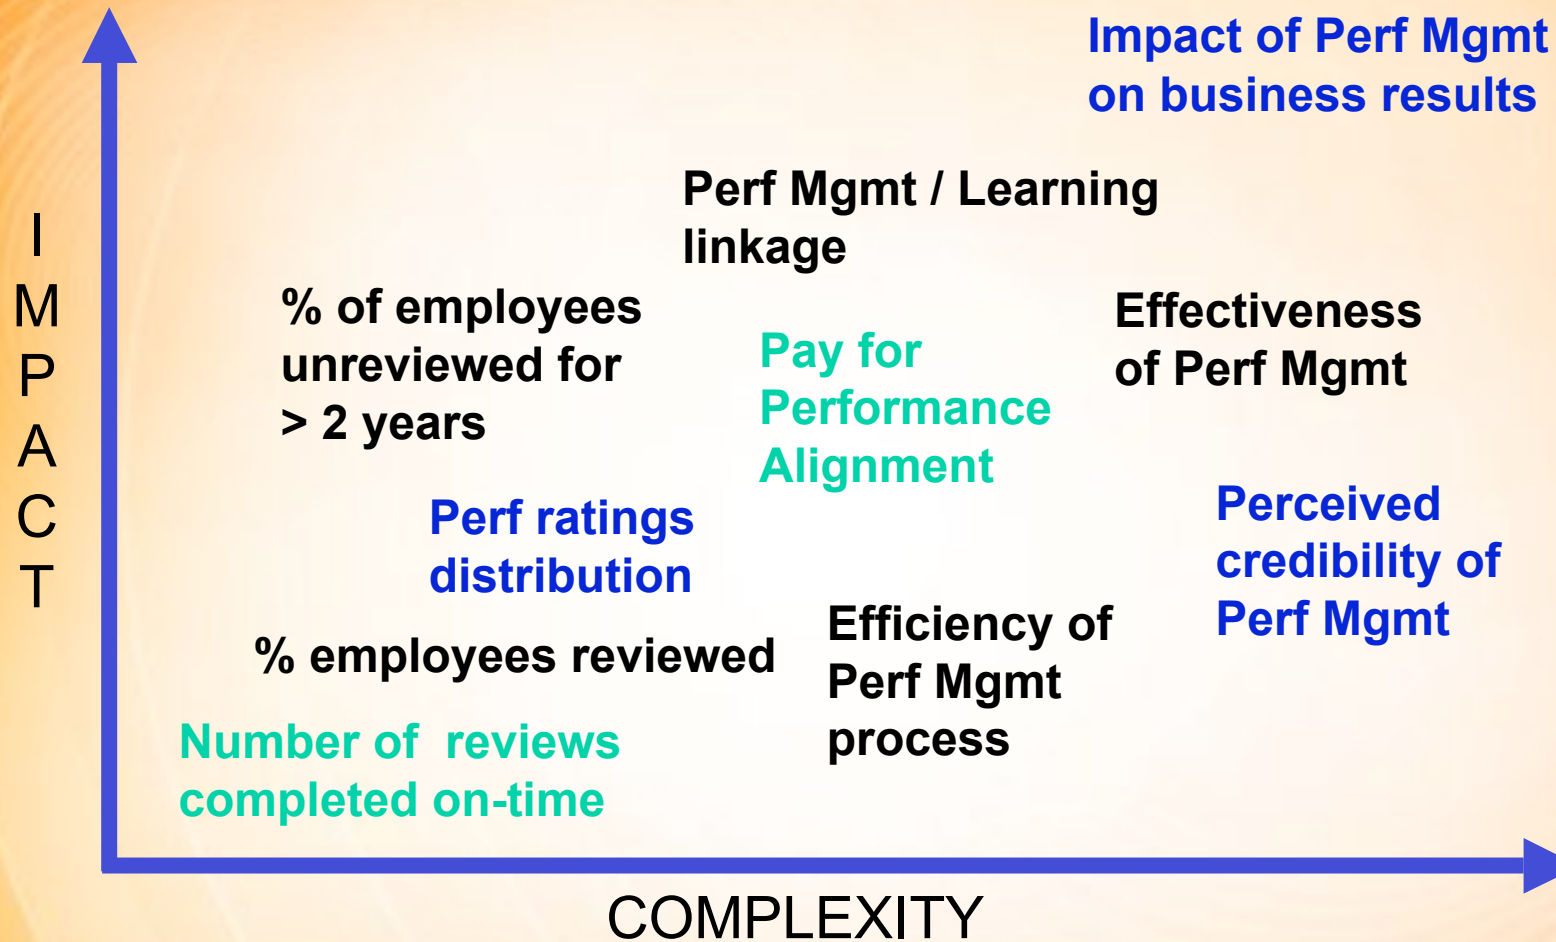 Impact of Perf Mgmt
on business results
Perf Mgmt / Learning
linkage
% of employees
unreviewed for
> 2 years
Effectiveness
of Perf Mgmt
Pay for
Performance
Alignment
Perf ratings
distribution
Perceived
credibility of
Perf Mgmt
Efficiency of
Perf Mgmt
process
% employees reviewed
Number of reviews
completed on-time
I
M
P
A
C
T
COMPLEXITY